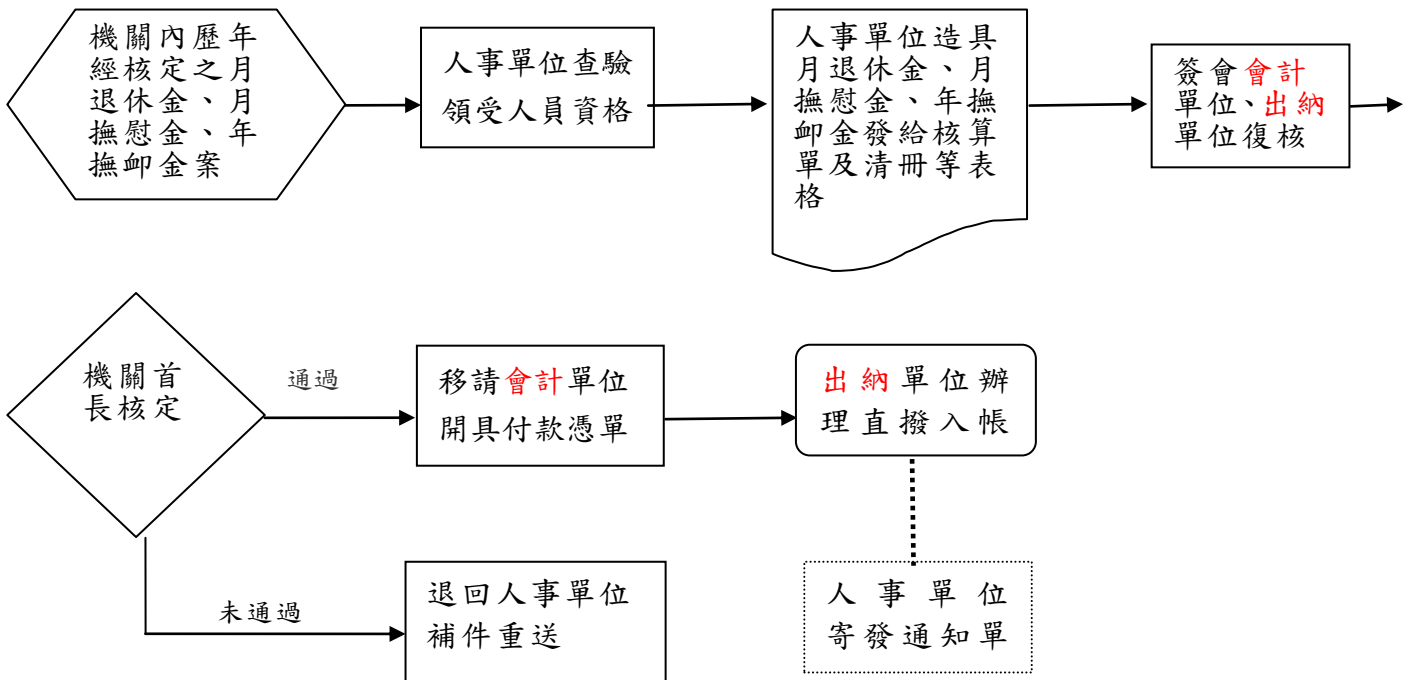 機關內歷年
經核定之月
退休金、月
撫慰金、年
撫卹金案
人事單位查驗
領受人員資格
人事單位造具
月退休金、月
撫慰金、年撫
卹金發給核算
單及清冊等表
格
簽會會計
單位、出納
單位復核
機關首
長核定
通過
移請會計單位
開具付款憑單
出納單位辦
理直撥入帳
未通過
退回人事單位
補件重送
人事單位
寄發通知單